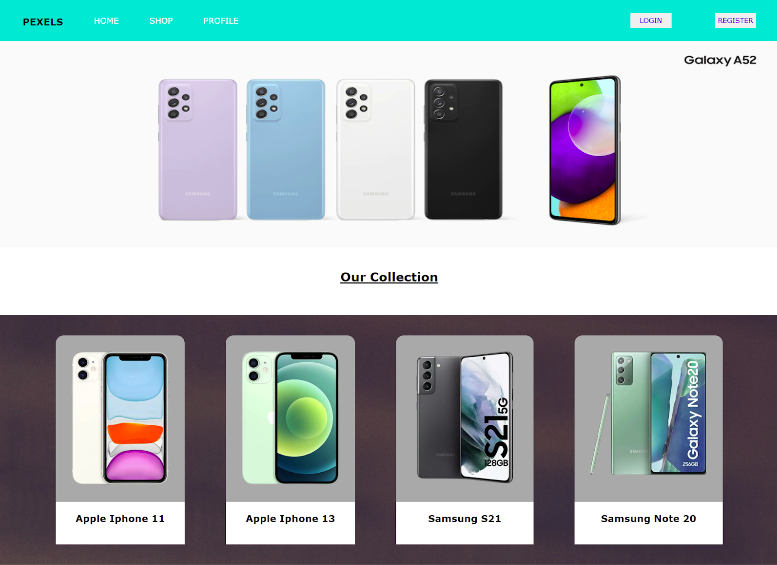 PEXELS HOME SHOP PROFILE LOGIN REGISTER
Galaxy A52
SAMSUNG SAMSUNG SAMSUNG SAMSUNG
Our Collection
S21 5G
128GB
Galaxy Note20
256GB
Apple Iphone 11
Apple Iphone 13
Samsung S21
Samsung Note 20